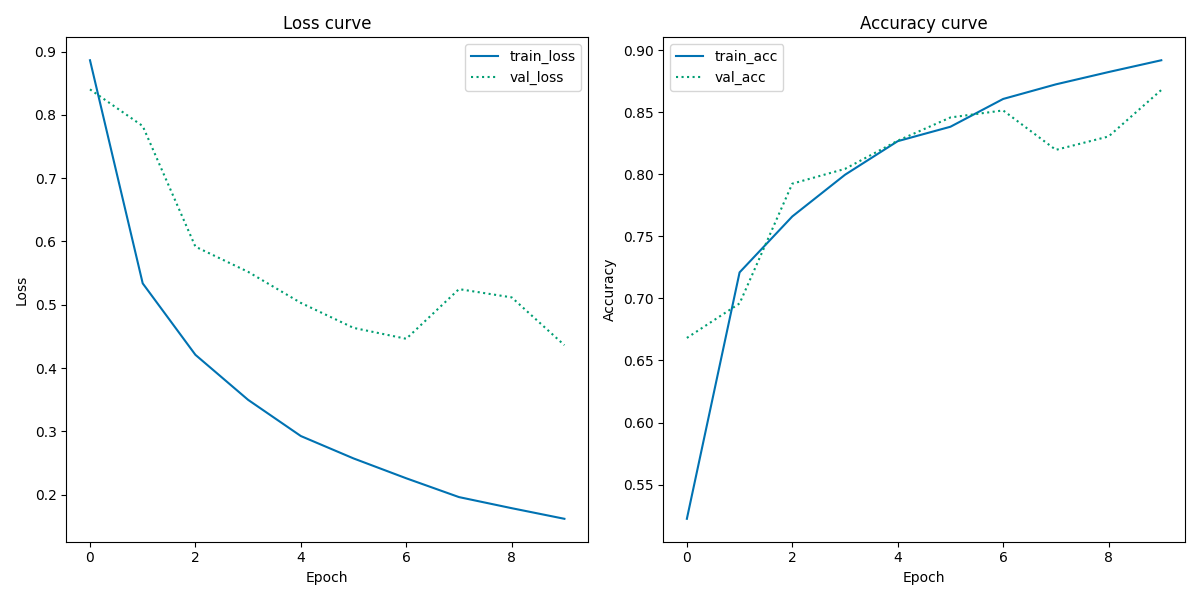 Loss curve
0.9
0.8
0.7
0.6
0.5
0.4
0.3
0.2
Loss
train_loss
val_loss
0 2 4 6 8
Epoch
Accuracy curve
0.90
0.85
0.80
0.75
0.70
0.65
0.60
0.55
Accuracy
train_acc
val_acc
0 2 4 6 8
Epoch